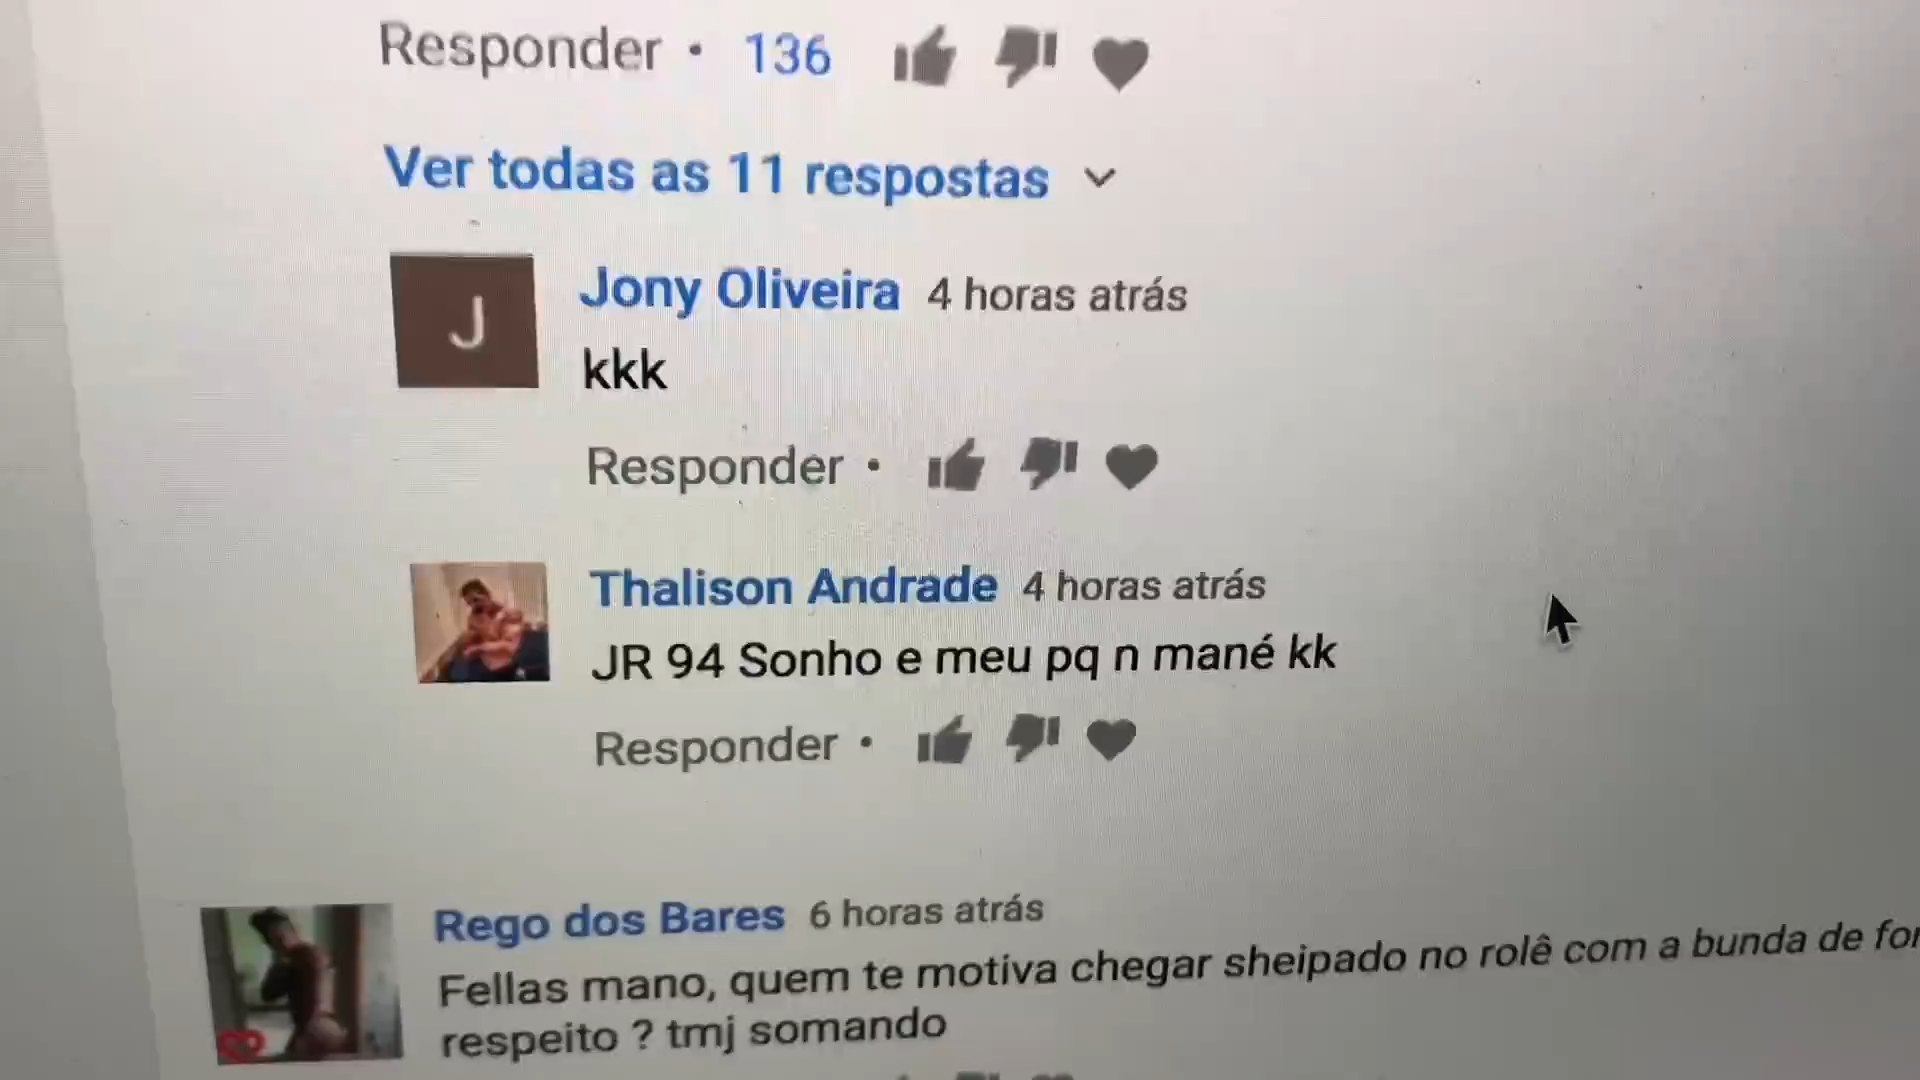 Responder • 136
Ver todas as 11 respostas
J
Jony Oliveira 4 horas atrás
kkk
Responder •
Thalison Andrade 4 horas atrás
JR 94 Sonho e meu pq n mané kk
Responder •
Rego dos Bares 6 horas atrás
Fellas mano, quem te motiva chegar sheipado no rolê com a bunda de
respeito ? tmj somando